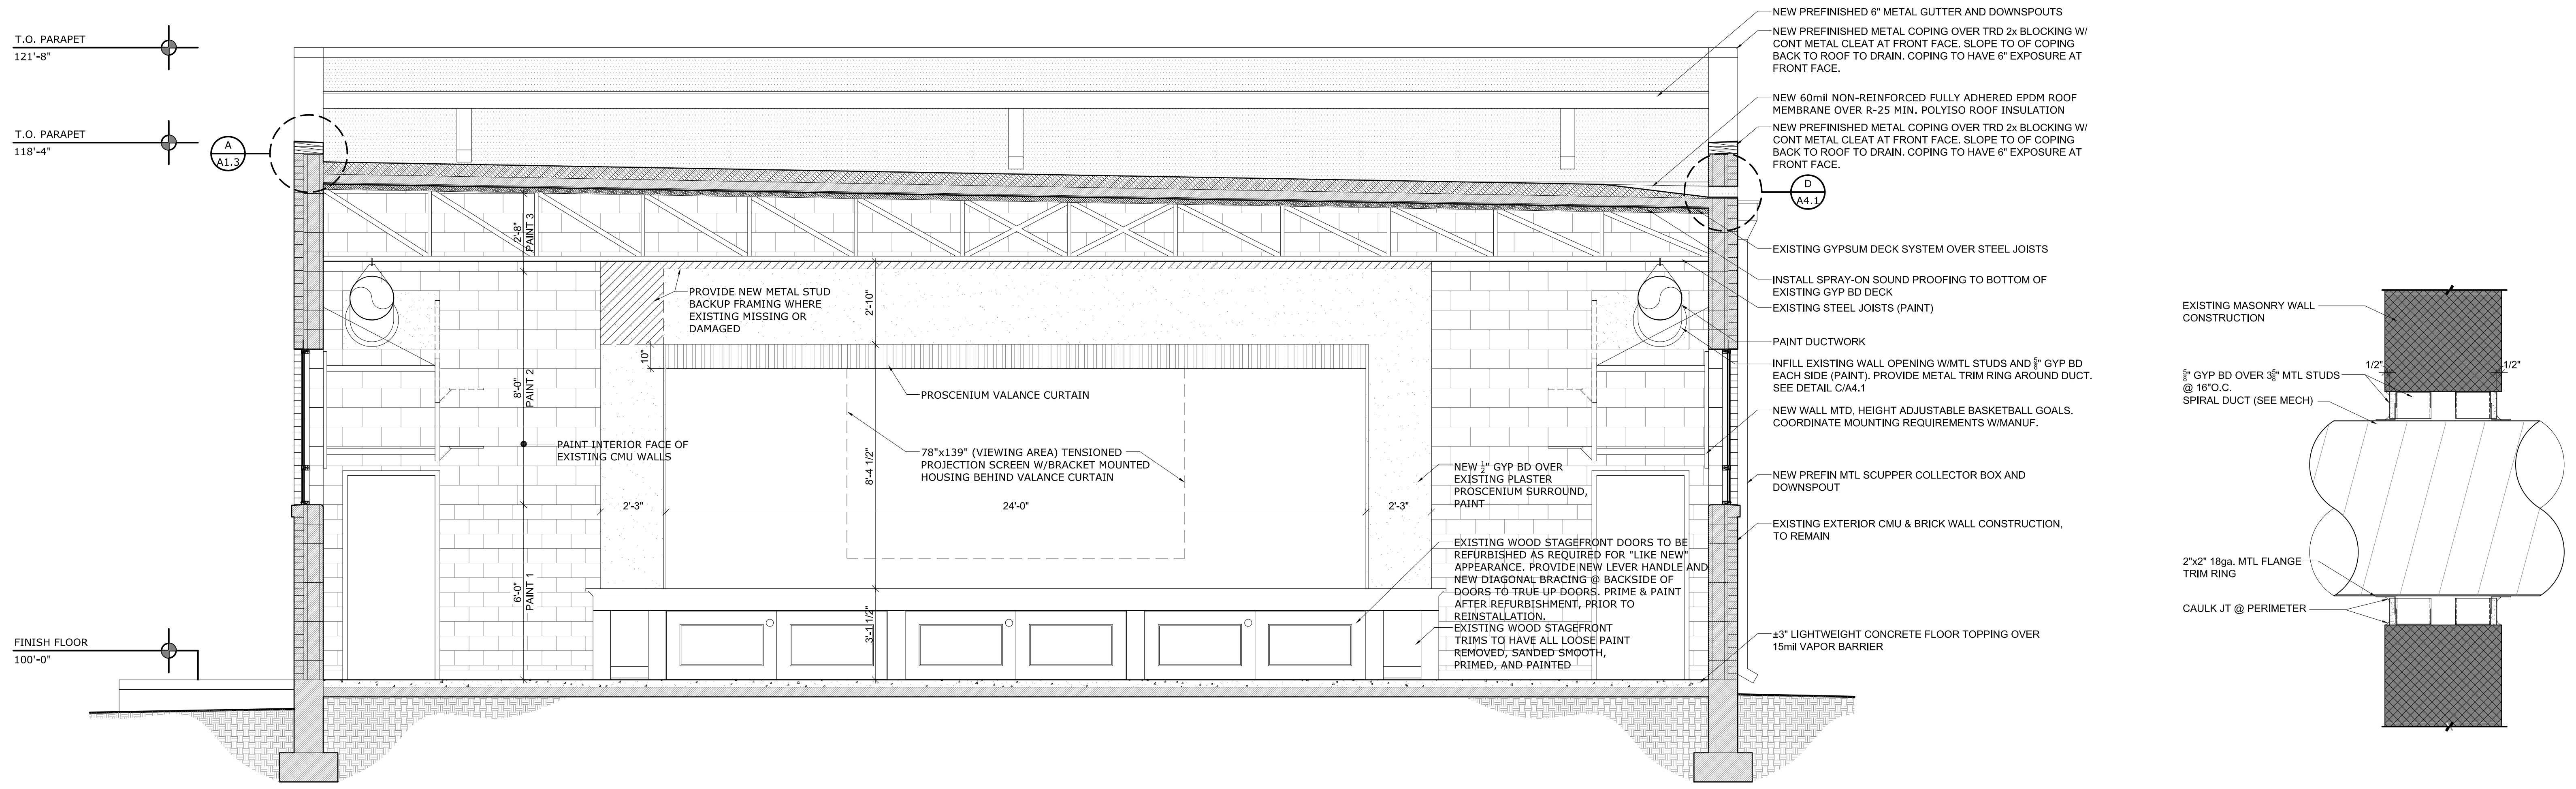 T.O. PARAPET
121'-8"
T.O. PARAPET
118'-4"
A
A1.3
FINISH FLOOR
100'-0"
2'-8"
PAINT 3
8'-0"
PAINT 2
6'-0"
PAINT 1
PROVIDE NEW METAL STUD
BACKUP FRAMING WHERE
EXISTING MISSING OR
DAMAGED
2'-10"
10"
PROSCENIUM VALANCE CURTAIN
PAINT INTERIOR FACE OF
EXISTING CMU WALLS
78"x139" (VIEWING AREA) TENSIONED
PROJECTION SCREEN W/BRACKET MOUNTED
HOUSING BEHIND VALANCE CURTAIN
8'-4 1/2"
2'-3"
24'-0"
2'-3"
3'-1 1/2"
NEW ½" GYP BD OVER
EXISTING PLASTER
PROSCENIUM SURROUND,
PAINT
EXISTING WOOD STAGEFRONT DOORS TO BE
REFURBISHED AS REQUIRED FOR "LIKE NEW"
APPEARANCE. PROVIDE NEW LEVER HANDLE AND
NEW DIAGONAL BRACING @ BACKSIDE OF
DOORS TO TRUE UP DOORS. PRIME & PAINT
AFTER REFURBISHMENT, PRIOR TO
REINSTALLATION.
EXISTING WOOD STAGEFRONT
TRIMS TO HAVE ALL LOOSE PAINT
REMOVED, SANDED SMOOTH,
PRIMED, AND PAINTED
NEW PREFINISHED 6" METAL GUTTER AND DOWNSPOUTS
NEW PREFINISHED METAL COPING OVER TRD 2x BLOCKING W/
CONT METAL CLEAT AT FRONT FACE. SLOPE TO OF COPING
BACK TO ROOF TO DRAIN. COPING TO HAVE 6" EXPOSURE AT
FRONT FACE.
NEW 60mil NON-REINFORCED FULLY ADHERED EPDM ROOF
MEMBRANE OVER R-25 MIN. POLYISO ROOF INSULATION
NEW PREFINISHED METAL COPING OVER TRD 2x BLOCKING W/
CONT METAL CLEAT AT FRONT FACE. SLOPE TO OF COPING
BACK TO ROOF TO DRAIN. COPING TO HAVE 6" EXPOSURE AT
FRONT FACE.
D
A4.1
EXISTING GYPSUM DECK SYSTEM OVER STEEL JOISTS
INSTALL SPRAY-ON SOUND PROOFING TO BOTTOM OF
EXISTING GYP BD DECK
EXISTING STEEL JOISTS (PAINT)
PAINT DUCTWORK
INFILL EXISTING WALL OPENING W/MTL STUDS AND ⅝" GYP BD
EACH SIDE (PAINT). PROVIDE METAL TRIM RING AROUND DUCT.
SEE DETAIL C/A4.1
NEW WALL MTD, HEIGHT ADJUSTABLE BASKETBALL GOALS.
COORDINATE MOUNTING REQUIREMENTS W/MANUF.
NEW PREFIN MTL SCUPPER COLLECTOR BOX AND
DOWNSPOUT
EXISTING EXTERIOR CMU & BRICK WALL CONSTRUCTION,
TO REMAIN
±3" LIGHTWEIGHT CONCRETE FLOOR TOPPING OVER
15mil VAPOR BARRIER
EXISTING MASONRY WALL
CONSTRUCTION
1/2"
1/2"
⅝" GYP BD OVER 3⅝" MTL STUDS
@ 16"O.C.
SPIRAL DUCT (SEE MECH)
2"x2" 18ga. MTL FLANGE
TRIM RING
CAULK JT @ PERIMETER